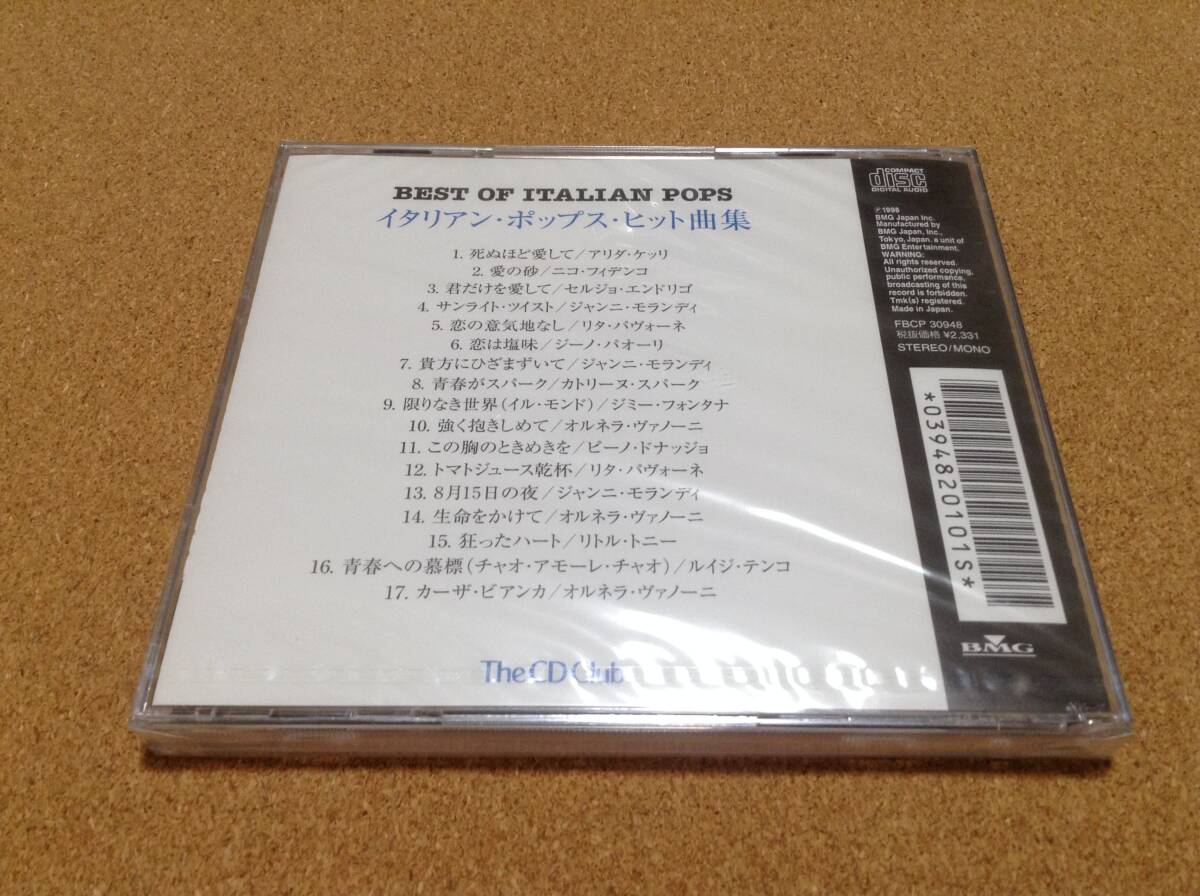 BEST OF ITALIAN POPS
イタリアン・ポップス・ヒット曲集
1. 死ぬほど愛して/アリダ・ケッリ
2. 愛の砂/ニコ・フィデンコ
3. 君だけを愛して/セルジョ・エンドリゴ
4. サンライト・ツイスト/ジャンニ・モランディ
5. 恋の意気地なし/リタ・パヴォーネ
6. 恋は塩味/ジーノ・パオーリ
7. 貴方にひざまずいて/ジャンニ・モランディ
8. 青春がスパーク/カトリーヌ・スパーク
9. 限りなき世界(イル・モンド)/ジミー・フォンタナ
10. 強く抱きしめて/オルネラ・ヴァノーニ
11. この胸のときめきを/ピーノ・ドナッジョ
12. トマトジュース乾杯/リタ・パヴォーネ
13. 8月15日の夜/ジャンニ・モランディ
14. 生命をかけて/オルネラ・ヴァノーニ
15. 狂ったハート/リトル・トニー
16. 青春への墓標(チャオ・アモーレ・チャオ)/ルイジ・テンコ
17. カーザ・ビアンカ/オルネラ・ヴァノーニ
The CD Club
COMPACT
disc
DIGITAL AUDIO
℗1998
BMG Japan Inc.
Manufactured by
BMG Japan, Inc.,
Tokyo, Japan. a unit of
BMG Entertainment.
WARNING:
All rights reserved.
Unauthorized copying,
public performance,
broadcasting of this
record is forbidden.
Tmk(s) registered.
Made in Japan.
FBCP 30948
税抜価格¥2,331
STEREO/MONO
*0394820101S*
BMG